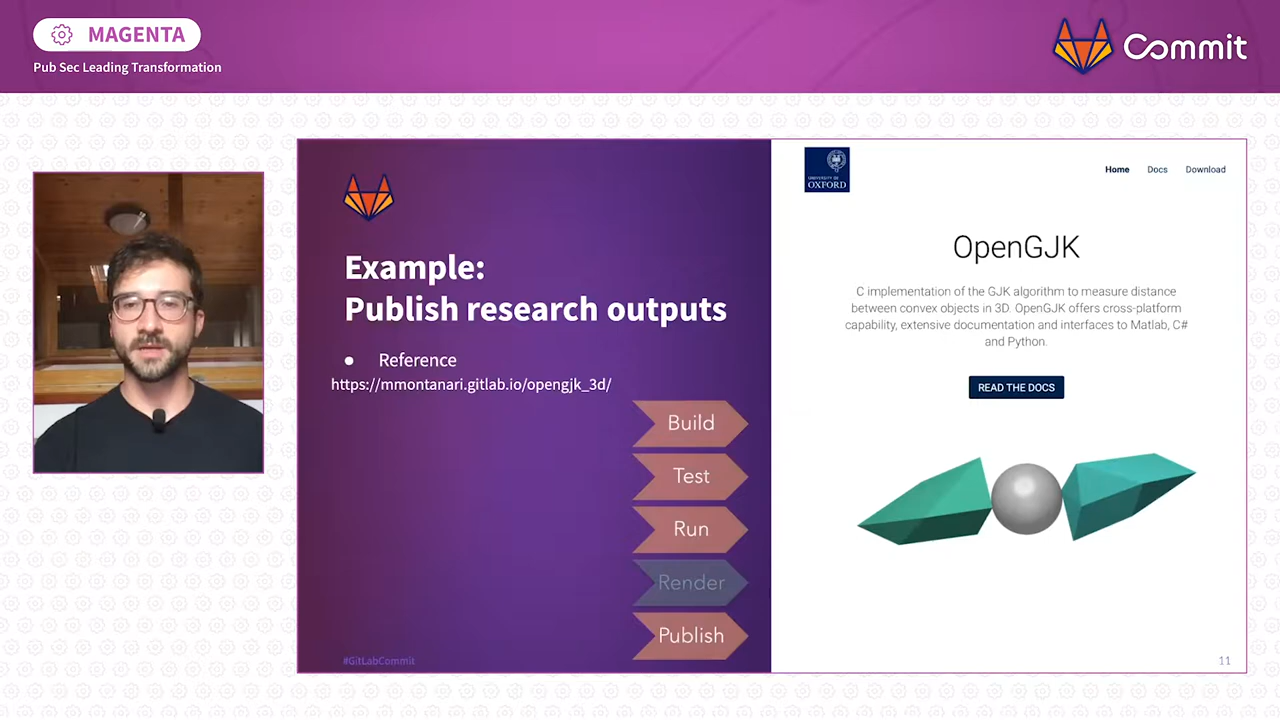 MAGENTA
Pub Sec Leading Transformation
Commit
Example:
Publish research outputs
● Reference
https://mmontanari.gitlab.io/opengjk_3d/
Build
Test
Run
Render
Publish
#GitLabCommit
UNIVERSITY OF
OXFORD
Home Docs Download
OpenGJK
C implementation of the GJK algorithm to measure distance
between convex objects in 3D. OpenGJK offers cross-platform
capability, extensive documentation and interfaces to Matlab, C#
and Python.
READ THE DOCS
11